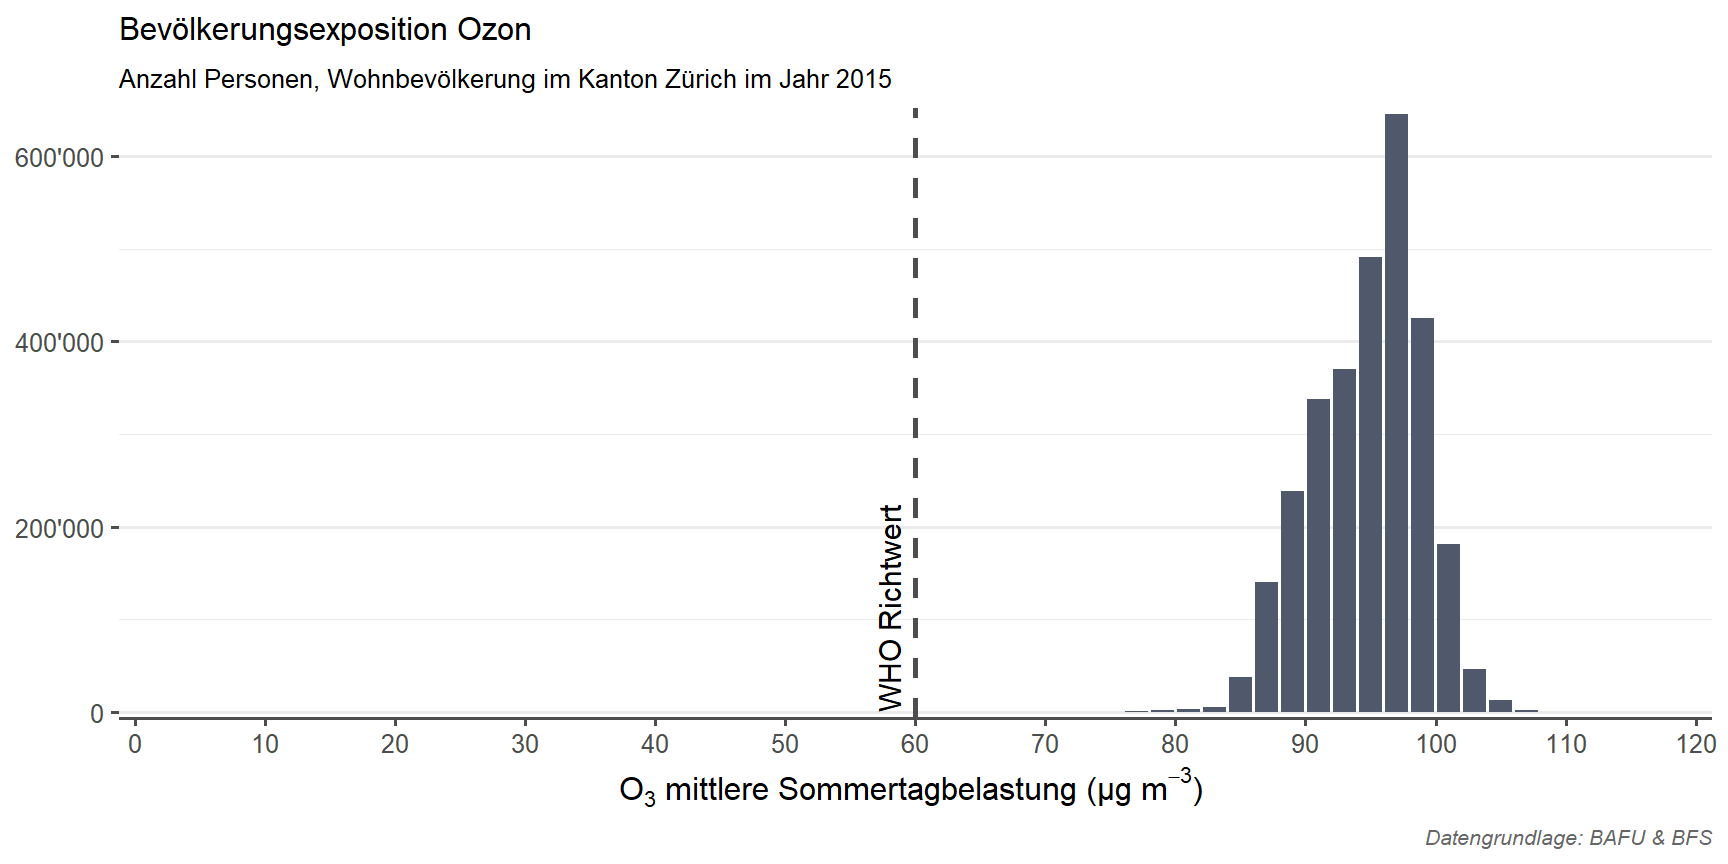 Bevölkerungsexposition Ozon
Anzahl Personen, Wohnbevölkerung im Kanton Zürich im Jahr 2015
600'000
400'000
200'000
0
WHO Richtwert
0 10 20 30 40 50 60 70 80 90 100 110 120
O₃ mittlere Sommertagbelastung (µg m⁻³)
Datengrundlage: BAFU & BFS